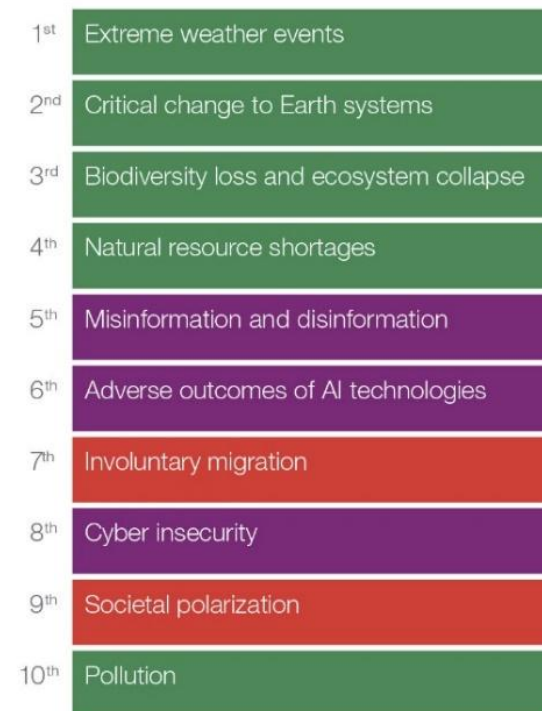 1st Extreme weather events
2nd Critical change to Earth systems
3rd Biodiversity loss and ecosystem collapse
4th Natural resource shortages
5th Misinformation and disinformation
6th Adverse outcomes of AI technologies
7th Involuntary migration
8th Cyber insecurity
9th Societal polarization
10th Pollution